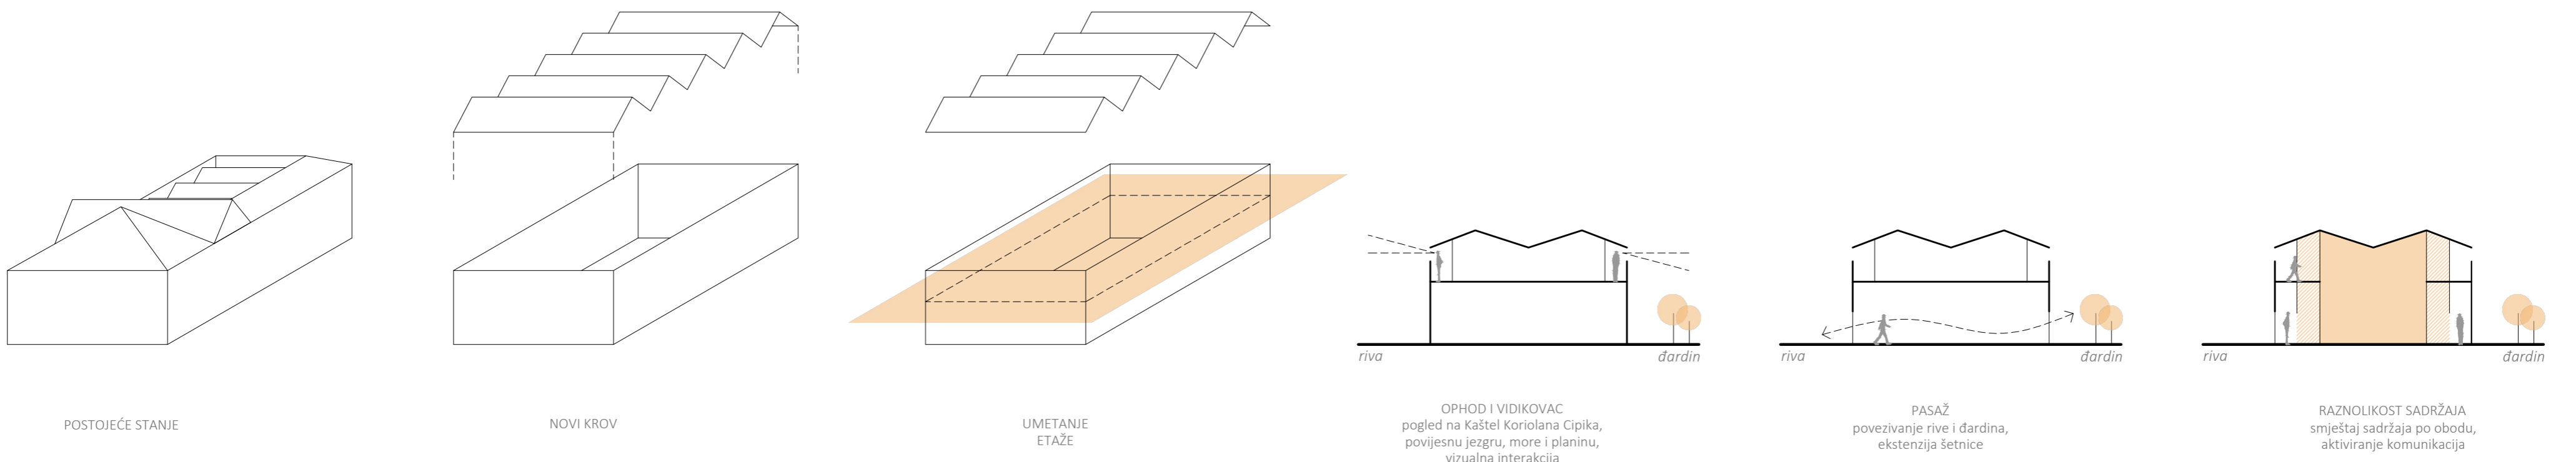 riva
đardin
riva
đardin
riva
đardin
POSTOJEĆE STANJE
NOVI KROV
UMETANJE
ETAŽE
OPHOD I VIDIKOVAC
pogled na Kaštel Koriolana Cipika,
povijesnu jezgru, more i planinu,
vizualna interakcija
PASAŽ
povezivanje rive i đardina,
ekstenzija šetnice
RAZNOLIKOST SADRŽAJA
smještaj sadržaja po obodu,
aktiviranje komunikacija